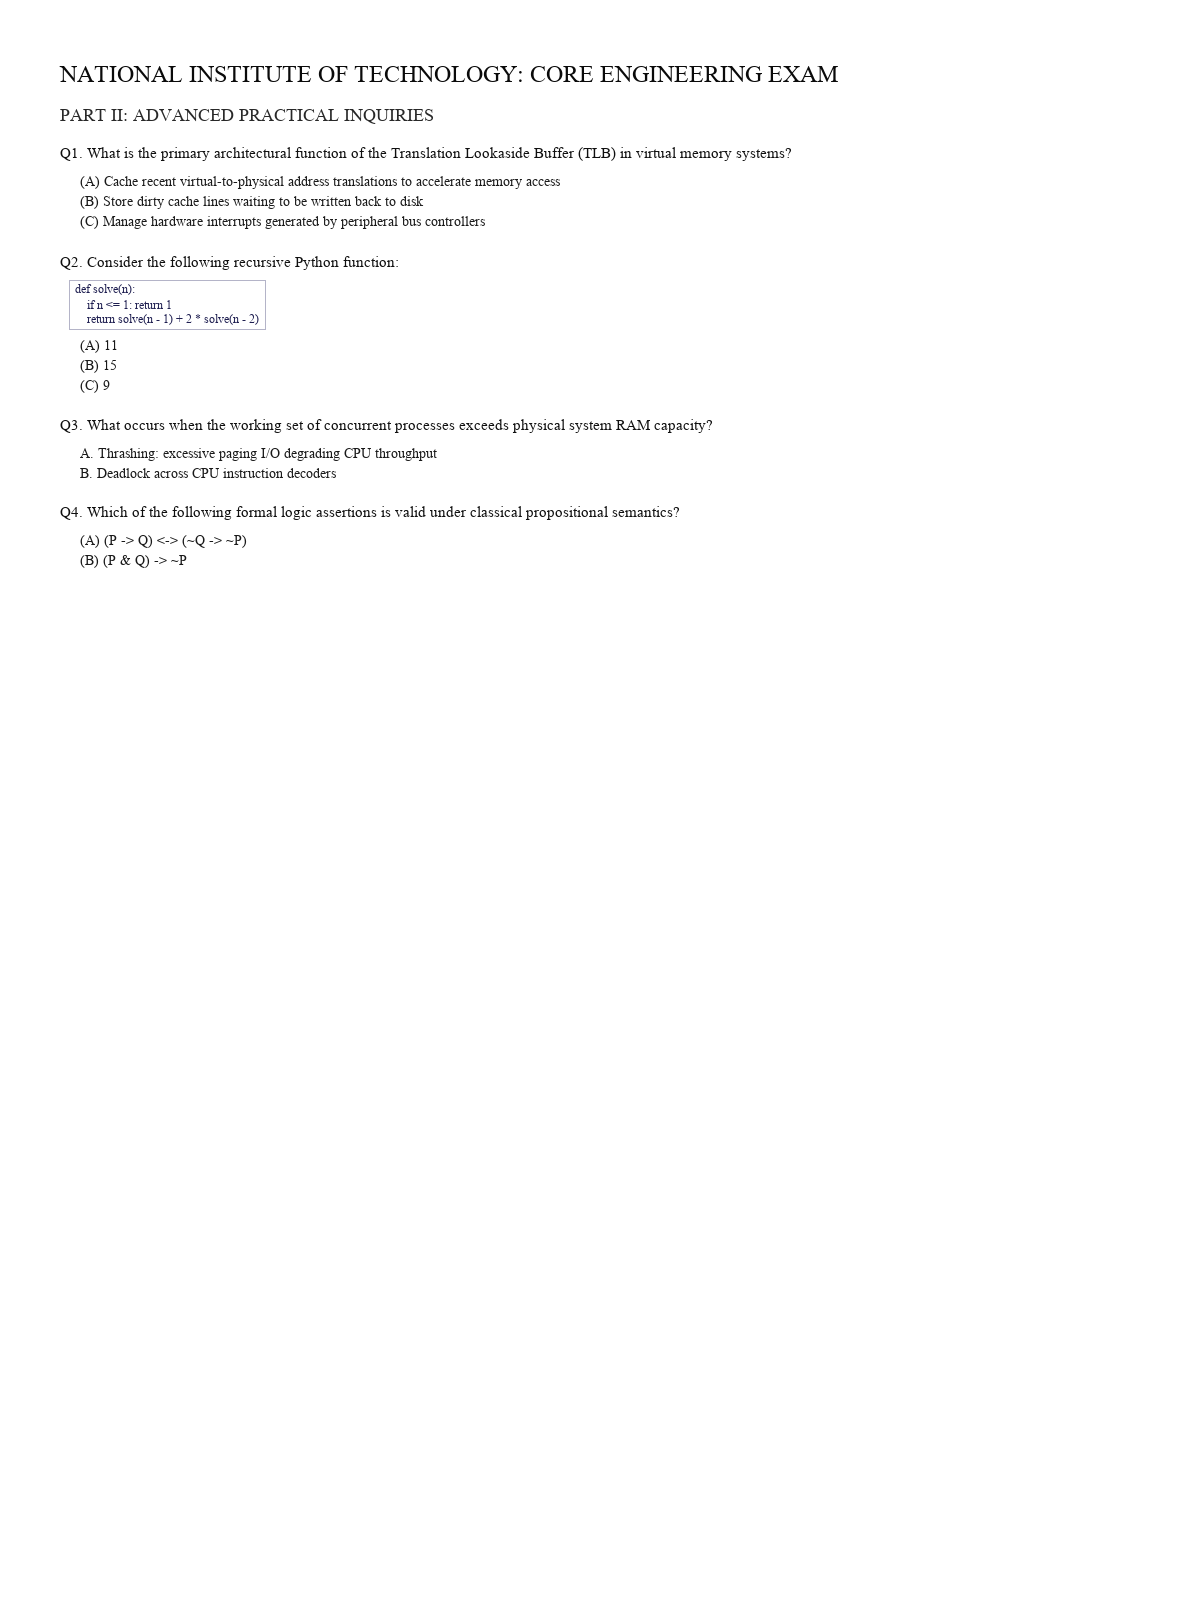 NATIONAL INSTITUTE OF TECHNOLOGY: CORE ENGINEERING EXAM
PART II: ADVANCED PRACTICAL INQUIRIES
Q1. What is the primary architectural function of the Translation Lookaside Buffer (TLB) in virtual memory systems?
(A) Cache recent virtual-to-physical address translations to accelerate memory access
(B) Store dirty cache lines waiting to be written back to disk
(C) Manage hardware interrupts generated by peripheral bus controllers
Q2. Consider the following recursive Python function:
def solve(n):
    if n <= 1: return 1
    return solve(n - 1) + 2 * solve(n - 2)
(A) 11
(B) 15
(C) 9
Q3. What occurs when the working set of concurrent processes exceeds physical system RAM capacity?
A. Thrashing: excessive paging I/O degrading CPU throughput
B. Deadlock across CPU instruction decoders
Q4. Which of the following formal logic assertions is valid under classical propositional semantics?
(A) (P -> Q) <-> (~Q -> ~P)
(B) (P & Q) -> ~P